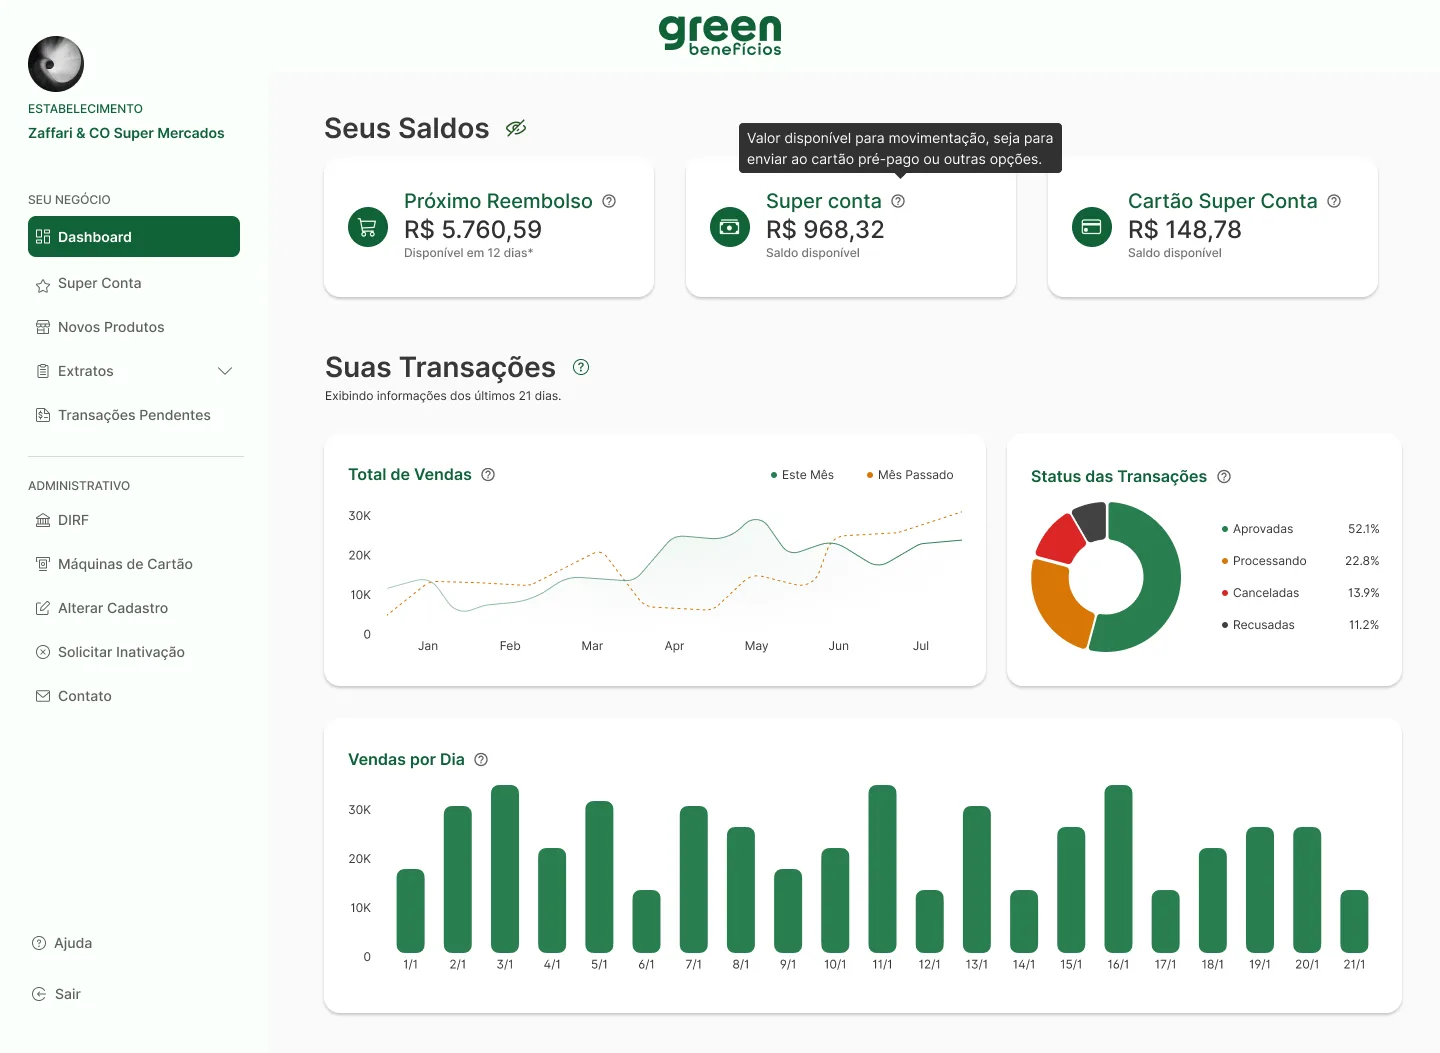 green
benefícios
ESTABELECIMENTO
Zaffari & CO Super Mercados
SEU NEGÓCIO
Dashboard
Super Conta
Novos Produtos
Extratos
Transações Pendentes
ADMINISTRATIVO
DIRF
Máquinas de Cartão
Alterar Cadastro
Solicitar Inativação
Contato
Ajuda
Sair
Seus Saldos
Valor disponível para movimentação, seja para
enviar ao cartão pré-pago ou outras opções.
Próximo Reembolso
R$ 5.760,59
Disponível em 12 dias*
Super conta
R$ 968,32
Saldo disponível
Cartão Super Conta
R$ 148,78
Saldo disponível
Suas Transações
Exibindo informações dos últimos 21 dias.
Total de Vendas
Este Mês
Mês Passado
30K
20K
10K
0
Jan Feb Mar Apr May Jun Jul
Status das Transações
Aprovadas 52.1%
Processando 22.8%
Canceladas 13.9%
Recusadas 11.2%
Vendas por Dia
30K
20K
10K
0
1/1 2/1 3/1 4/1 5/1 6/1 7/1 8/1 9/1 10/1 11/1 12/1 13/1 14/1 15/1 16/1 17/1 18/1 19/1 20/1 21/1